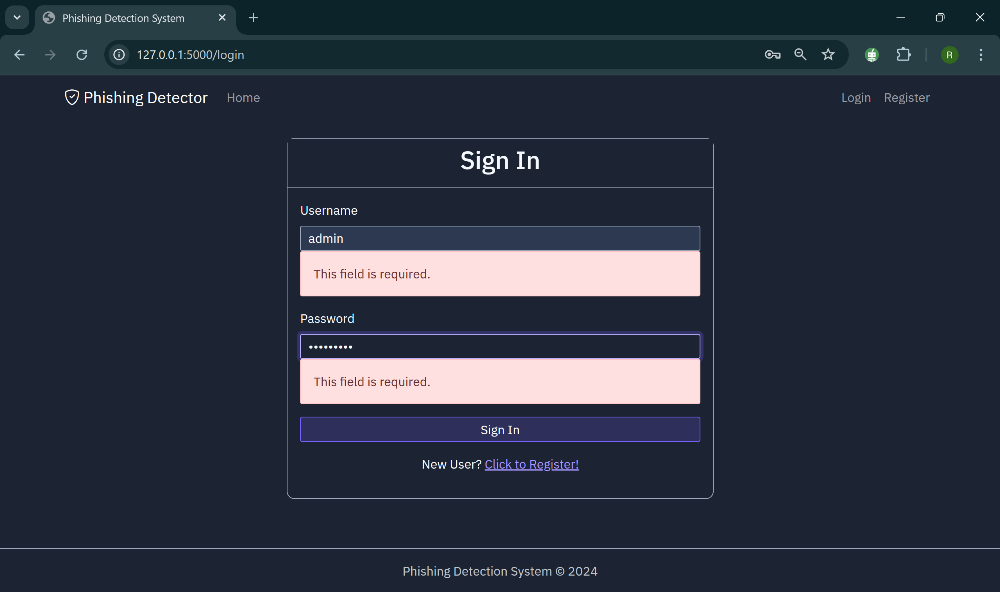 Phishing Detection System
127.0.0.1:5000/login
R
Phishing Detector Home Login Register
Sign In
Username
admin
This field is required.
Password
•••••••••
This field is required.
Sign In
New User? Click to Register!
Phishing Detection System © 2024